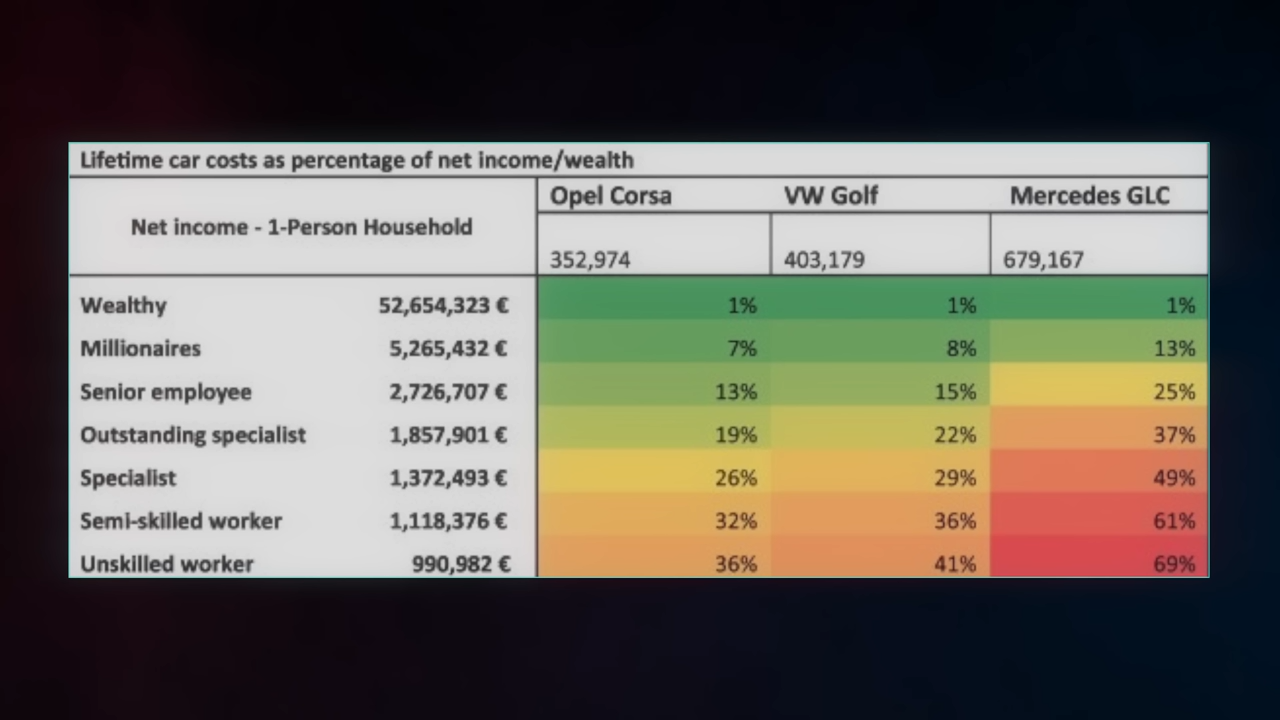 Lifetime car costs as percentage of net income/wealth
Net income - 1-Person Household Opel Corsa VW Golf Mercedes GLC
352,974 403,179 679,167
Wealthy 52,654,323 € 1% 1% 1%
Millionaires 5,265,432 € 7% 8% 13%
Senior employee 2,726,707 € 13% 15% 25%
Outstanding specialist 1,857,901 € 19% 22% 37%
Specialist 1,372,493 € 26% 29% 49%
Semi-skilled worker 1,118,376 € 32% 36% 61%
Unskilled worker 990,982 € 36% 41% 69%